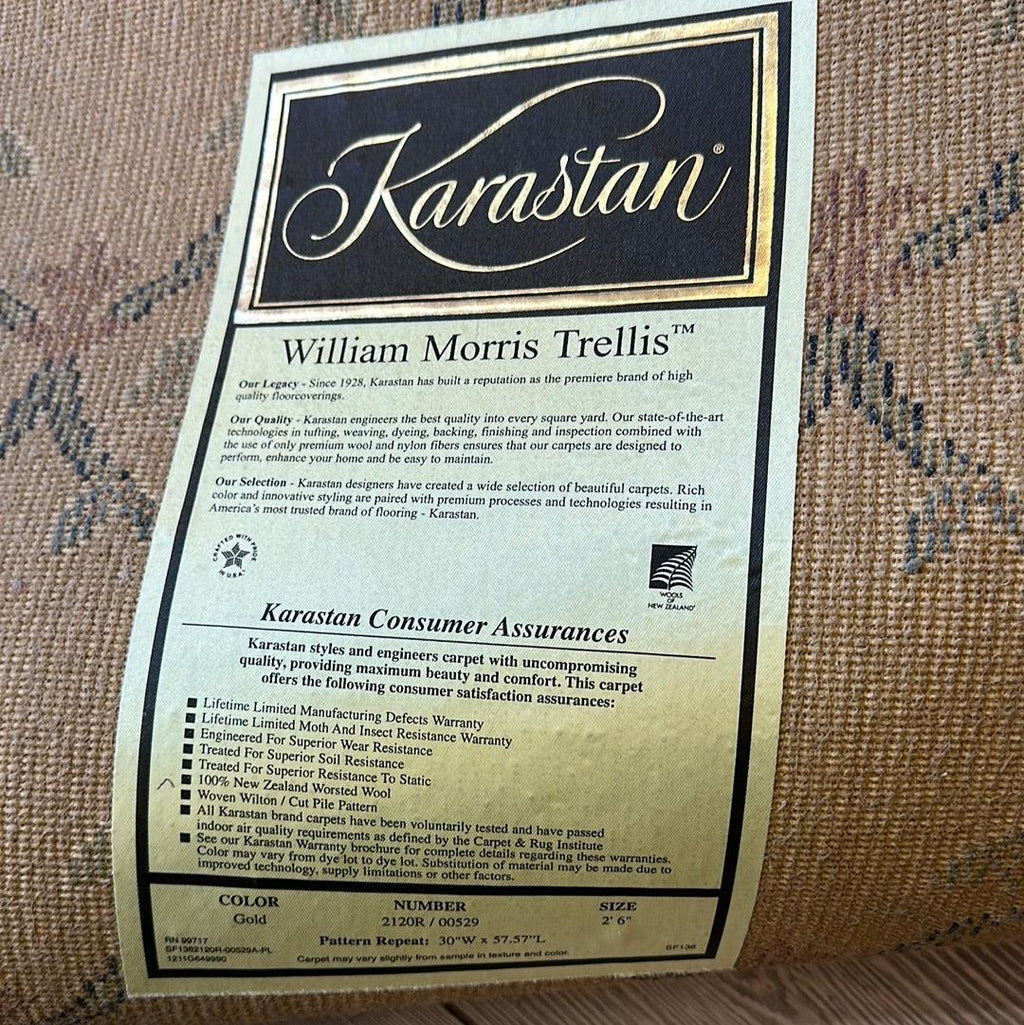 Karastan®
William Morris Trellis™
Our Legacy - Since 1928, Karastan has built a reputation as the premiere brand of high
quality floorcoverings.
Our Quality - Karastan engineers the best quality into every square yard. Our state-of-the-art
technologies in tufting, weaving, dyeing, backing, finishing and inspection combined with
the use of only premium wool and nylon fibers ensures that our carpets are designed to
perform, enhance your home and be easy to maintain.
Our Selection - Karastan designers have created a wide selection of beautiful carpets. Rich
color and innovative styling are paired with premium processes and technologies resulting in
America's most trusted brand of flooring - Karastan.
CRAFTED WITH PRIDE
IN U.S.A.
WOOLS
OF
NEW ZEALAND
Karastan Consumer Assurances
Karastan styles and engineers carpet with uncompromising
quality, providing maximum beauty and comfort. This carpet
offers the following consumer satisfaction assurances:
■ Lifetime Limited Manufacturing Defects Warranty
■ Lifetime Limited Moth And Insect Resistance Warranty
■ Engineered For Superior Wear Resistance
■ Treated For Superior Soil Resistance
■ Treated For Superior Resistance To Static
■ 100% New Zealand Worsted Wool
■ Woven Wilton / Cut Pile Pattern
■ All Karastan brand carpets have been voluntarily tested and have passed
indoor air quality requirements as defined by the Carpet & Rug Institute
■ See our Karastan Warranty brochure for complete details regarding these warranties.
Color may vary from dye lot to dye lot. Substitution of material may be made due to
improved technology, supply limitations or other factors.
COLOR NUMBER SIZE
Gold 2120R / 00529 2' 6"
Pattern Repeat: 30"W x 57.57"L
RN 99717
SF1382120R-00529A-PL SF138
1211G649990 Carpet may vary slightly from sample in texture and color.